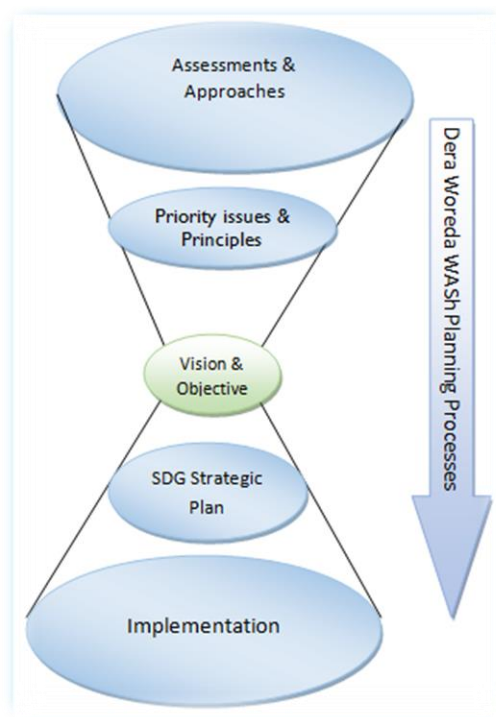 Assessments &
Approaches
Priority issues &
Principles
Vision &
Objective
SDG Strategic
Plan
Implementation
Dera Woreda WASh Planning Processes